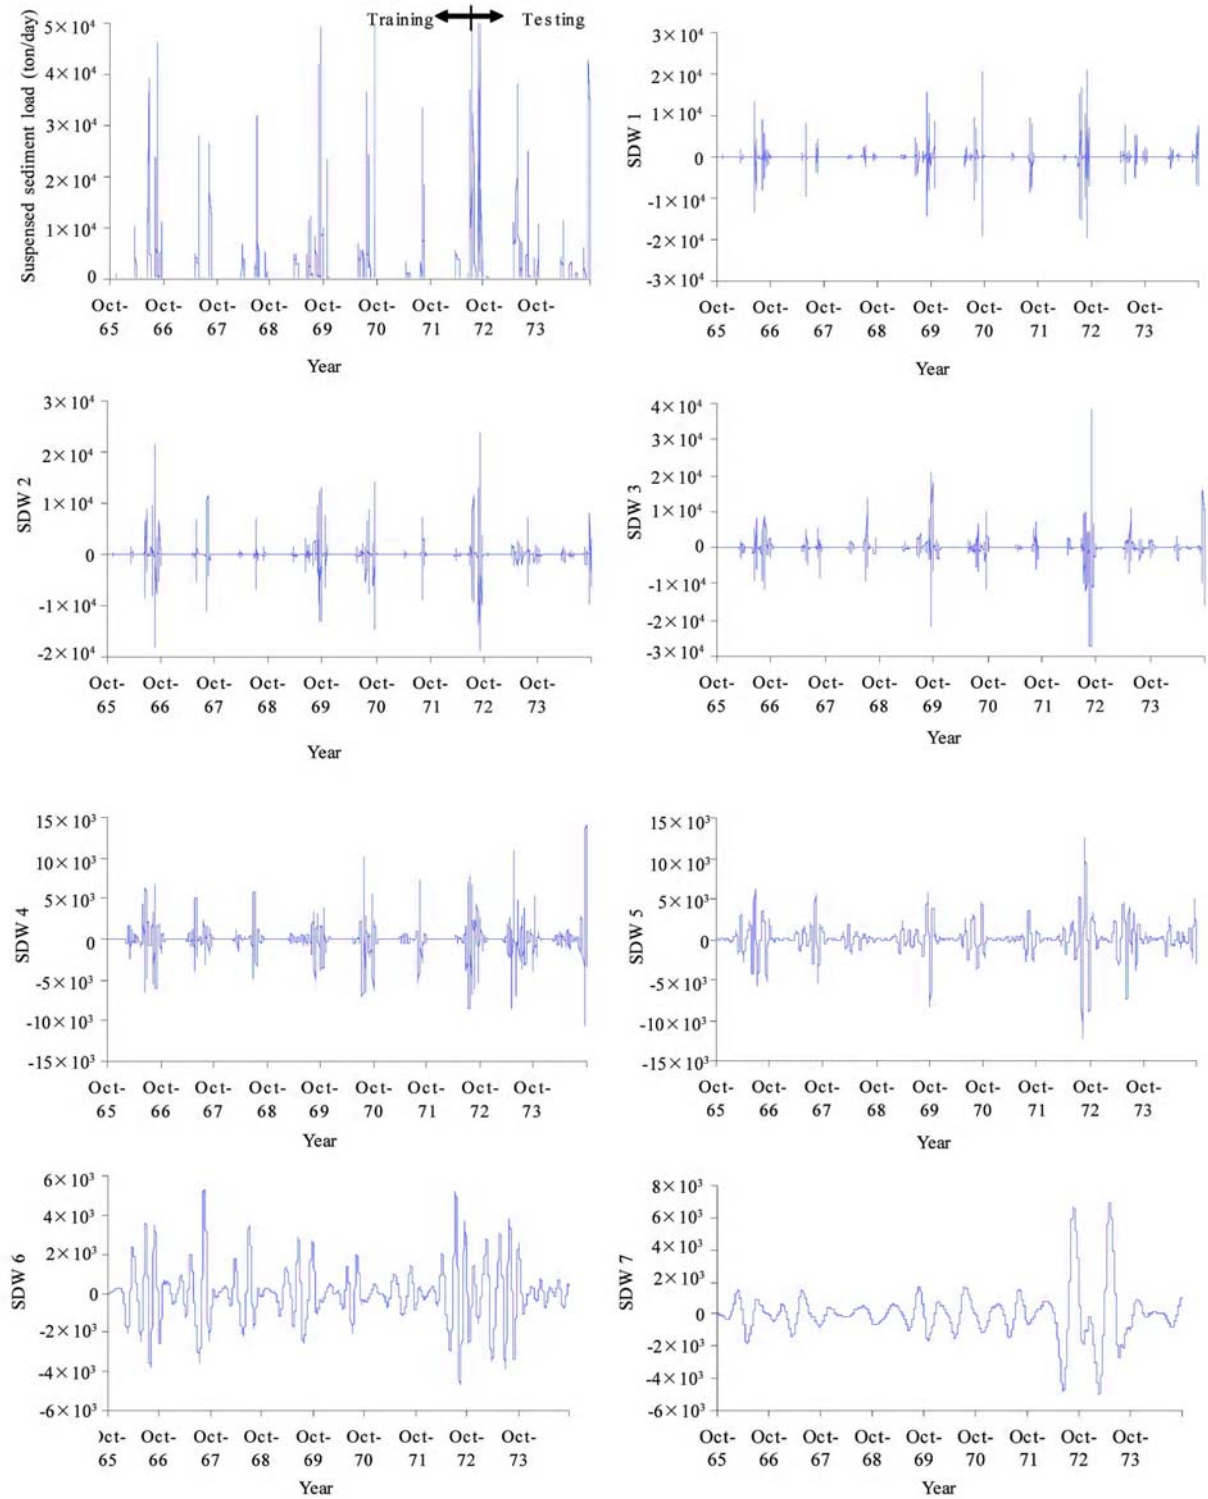 Training Testing
Suspensed sediment load (ton/day)
5×10⁴
4×10⁴
3×10⁴
2×10⁴
1×10⁴
0
Oct- Oct- Oct- Oct- Oct- Oct- Oct- Oct- Oct-
65 66 67 68 69 70 71 72 73
Year
SDW 1
3×10⁴
2×10⁴
1×10⁴
0
-1×10⁴
-2×10⁴
-3×10⁴
Oct- Oct- Oct- Oct- Oct- Oct- Oct- Oct- Oct-
65 66 67 68 69 70 71 72 73
Year
SDW 2
3×10⁴
2×10⁴
1×10⁴
0
-1×10⁴
-2×10⁴
Oct- Oct- Oct- Oct- Oct- Oct- Oct- Oct- Oct-
65 66 67 68 69 70 71 72 73
Year
SDW 3
4×10⁴
3×10⁴
2×10⁴
1×10⁴
0
-1×10⁴
-2×10⁴
-3×10⁴
Oct- Oct- Oct- Oct- Oct- Oct- Oct- Oct- Oct-
65 66 67 68 69 70 71 72 73
Year
SDW 4
15×10³
10×10³
5×10³
0
-5×10³
-10×10³
-15×10³
Oct- Oct- Oct- Oct- Oct- Oct- Oct- Oct- Oct-
65 66 67 68 69 70 71 72 73
Year
SDW 5
15×10³
10×10³
5×10³
0
-5×10³
-10×10³
-15×10³
Oct- Oct- Oct- Oct- Oct- Oct- Oct- Oct- Oct-
65 66 67 68 69 70 71 72 73
Year
SDW 6
6×10³
4×10³
2×10³
0
-2×10³
-4×10³
-6×10³
Oct- Oct- Oct- Oct- Oct- Oct- Oct- Oct- Oct-
65 66 67 68 69 70 71 72 73
Year
SDW 7
8×10³
6×10³
4×10³
2×10³
0
-2×10³
-4×10³
-6×10³
Oct- Oct- Oct- Oct- Oct- Oct- Oct- Oct- Oct-
65 66 67 68 69 70 71 72 73
Year